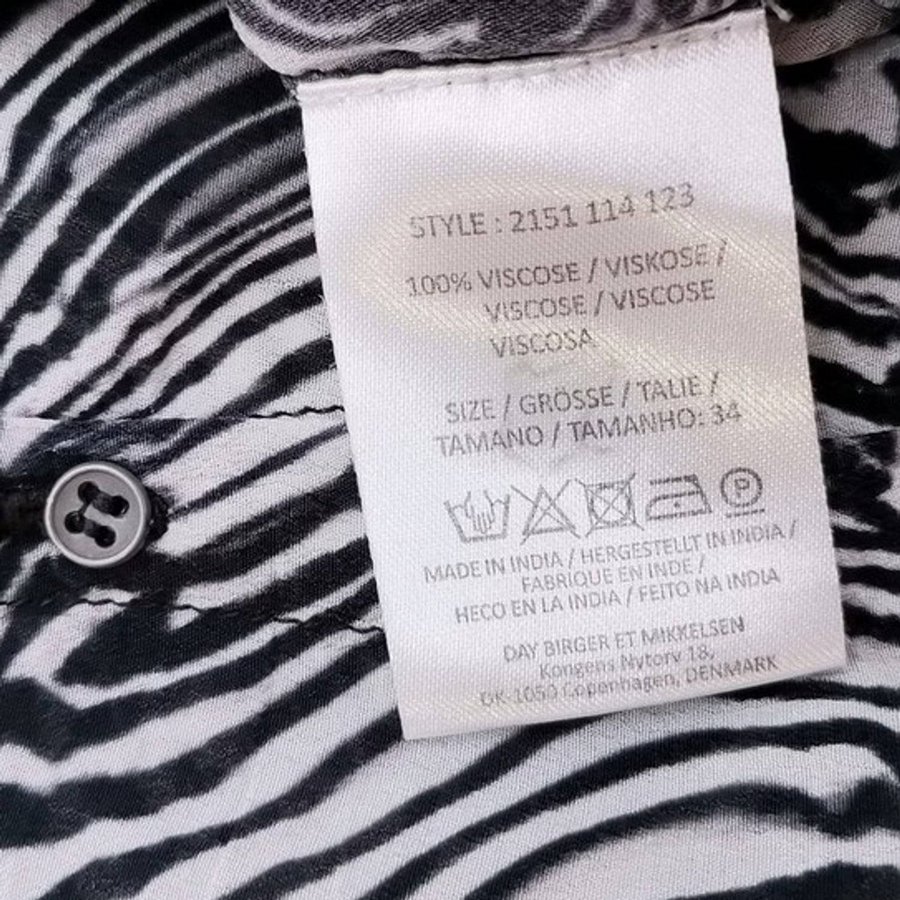 STYLE : 2151 114 123
100% VISCOSE / VISKOSE /
VISCOSE / VISCOSE
VISCOSA
SIZE / GRÖSSE / TALIE /
TAMANO / TAMANHO: 34
P
MADE IN INDIA / HERGESTELLT IN INDIA /
FABRIQUE EN INDE /
HECO EN LA INDIA / FEITO NA INDIA
DAY BIRGER ET MIKKELSEN
Kongens Nytorv 18,
DK-1050 Copenhagen, DENMARK